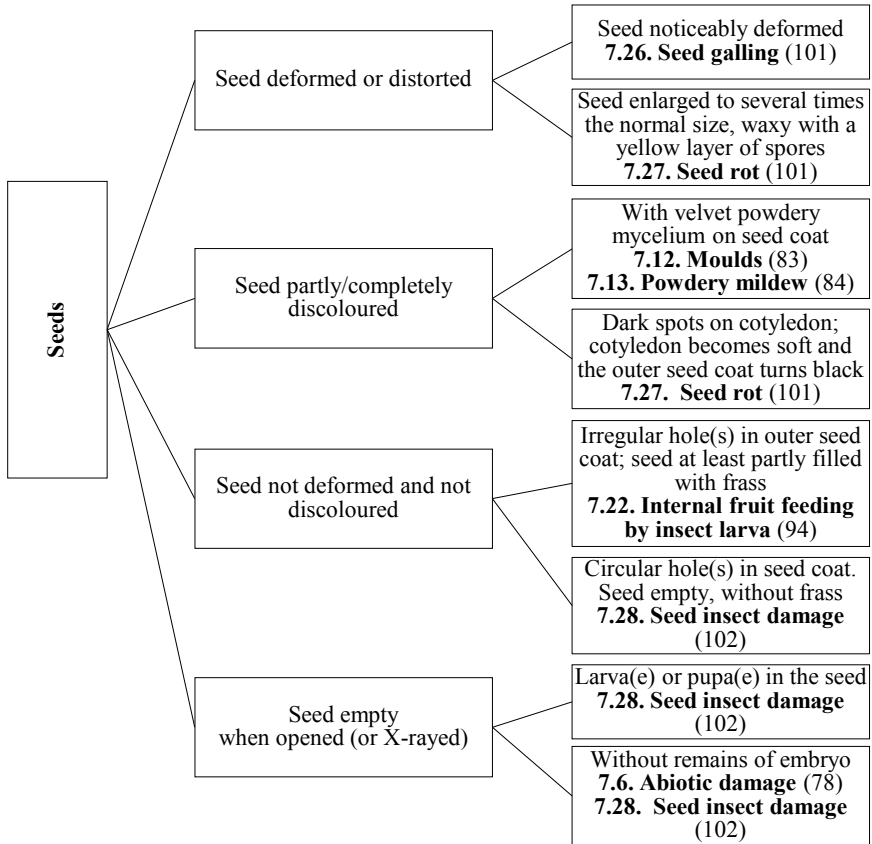 Seeds
Seed deformed or distorted
Seed noticeably deformed
7.26. Seed galling (101)
Seed enlarged to several times
the normal size, waxy with a
yellow layer of spores
7.27. Seed rot (101)
Seed partly/completely
discoloured
With velvet powdery
mycelium on seed coat
7.12. Moulds (83)
7.13. Powdery mildew (84)
Dark spots on cotyledon;
cotyledon becomes soft and
the outer seed coat turns black
7.27. Seed rot (101)
Seed not deformed and not
discoloured
Irregular hole(s) in outer seed
coat; seed at least partly filled
with frass
7.22. Internal fruit feeding
by insect larva (94)
Circular hole(s) in seed coat.
Seed empty, without frass
7.28. Seed insect damage
(102)
Seed empty
when opened (or X-rayed)
Larva(e) or pupa(e) in the seed
7.28. Seed insect damage
(102)
Without remains of embryo
7.6. Abiotic damage (78)
7.28. Seed insect damage
(102)